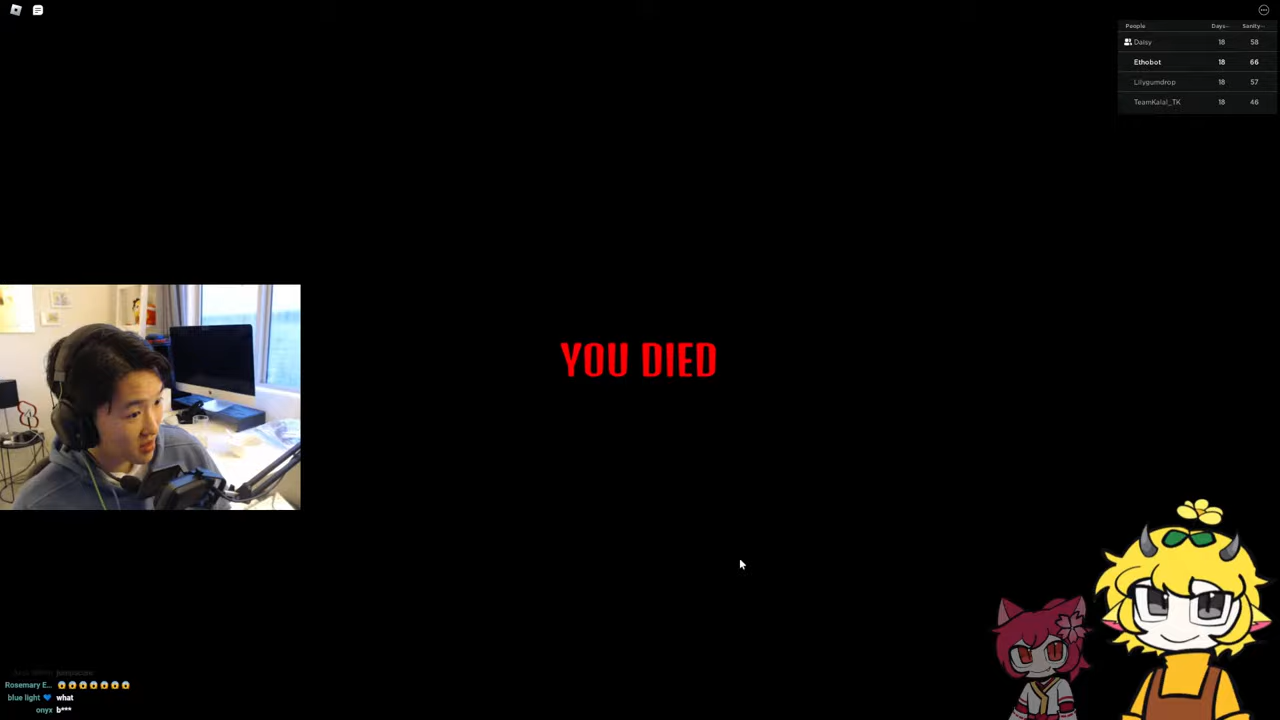 People Days Sanity
Daisy 18 58
Ethobot 18 66
Lilygumdrop 18 57
TeamKalal_TK 18 46
YOU DIED
Rosemary E... 😱😱😱😱😱😱😱
blue light 💙 what
onyx b***